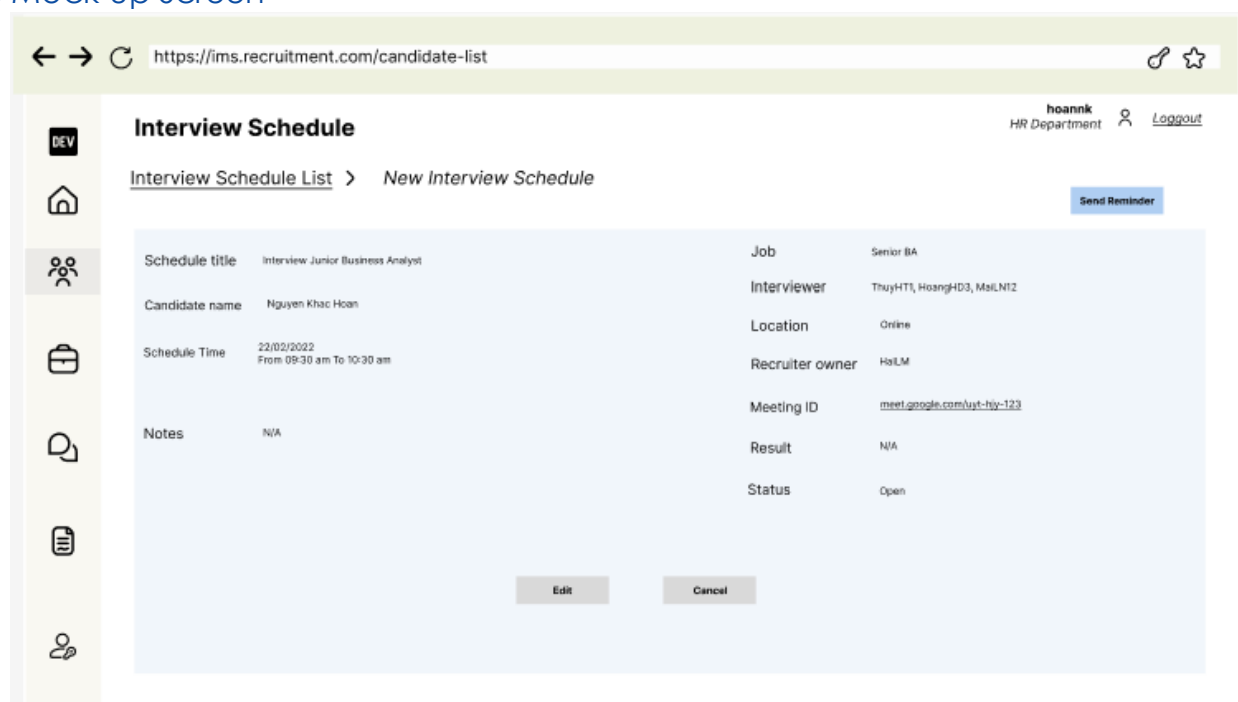 Mock-up screen
https://ims.recruitment.com/candidate-list
DEV
Interview Schedule
hoannk
HR Department
Loggout
Interview Schedule List > New Interview Schedule
Send Reminder
Schedule title Interview Junior Business Analyst
Candidate name Nguyen Khac Hoan
Schedule Time 22/02/2022
From 09:30 am To 10:30 am
Notes N/A
Job Senior BA
Interviewer ThuyHT1, HoangHD3, MaiLN12
Location Online
Recruiter owner HaiLM
Meeting ID meet.google.com/uyt-hjy-123
Result N/A
Status Open
Edit Cancel